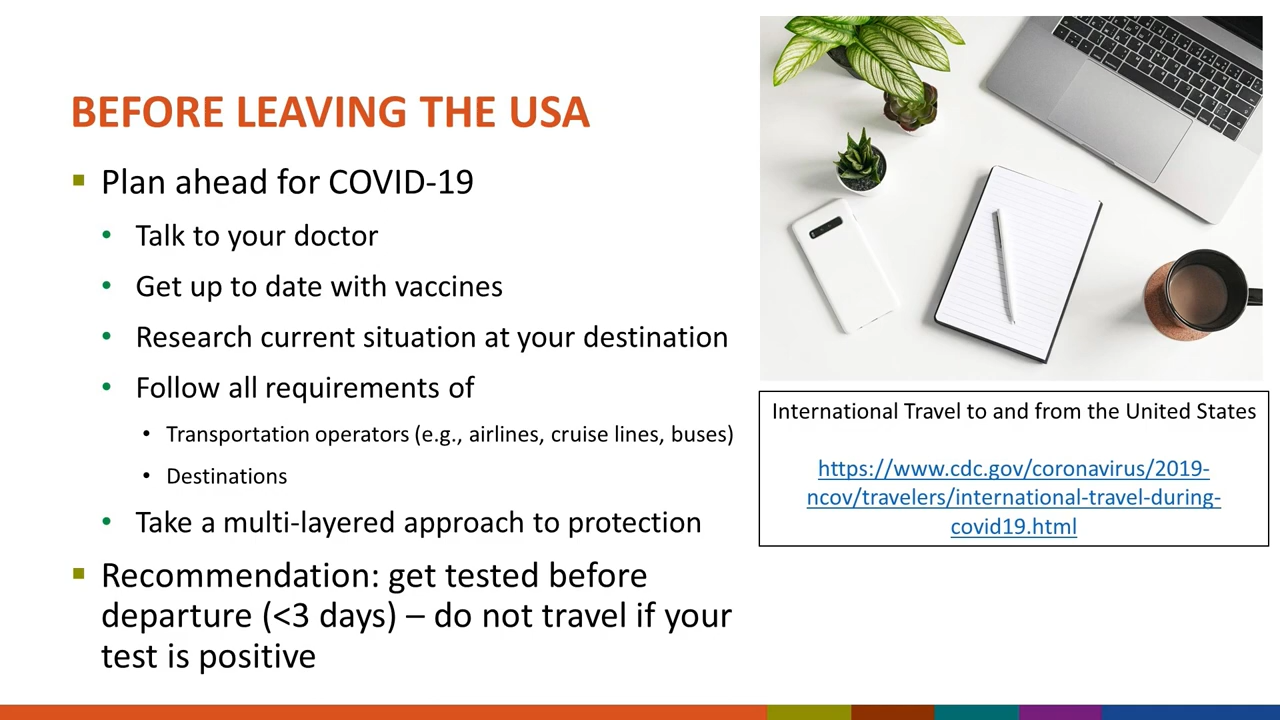 BEFORE LEAVING THE USA
▪ Plan ahead for COVID-19
• Talk to your doctor
• Get up to date with vaccines
• Research current situation at your destination
• Follow all requirements of
• Transportation operators (e.g., airlines, cruise lines, buses)
• Destinations
• Take a multi-layered approach to protection
▪ Recommendation: get tested before
departure (<3 days) – do not travel if your
test is positive
International Travel to and from the United States
https://www.cdc.gov/coronavirus/2019-
ncov/travelers/international-travel-during-
covid19.html